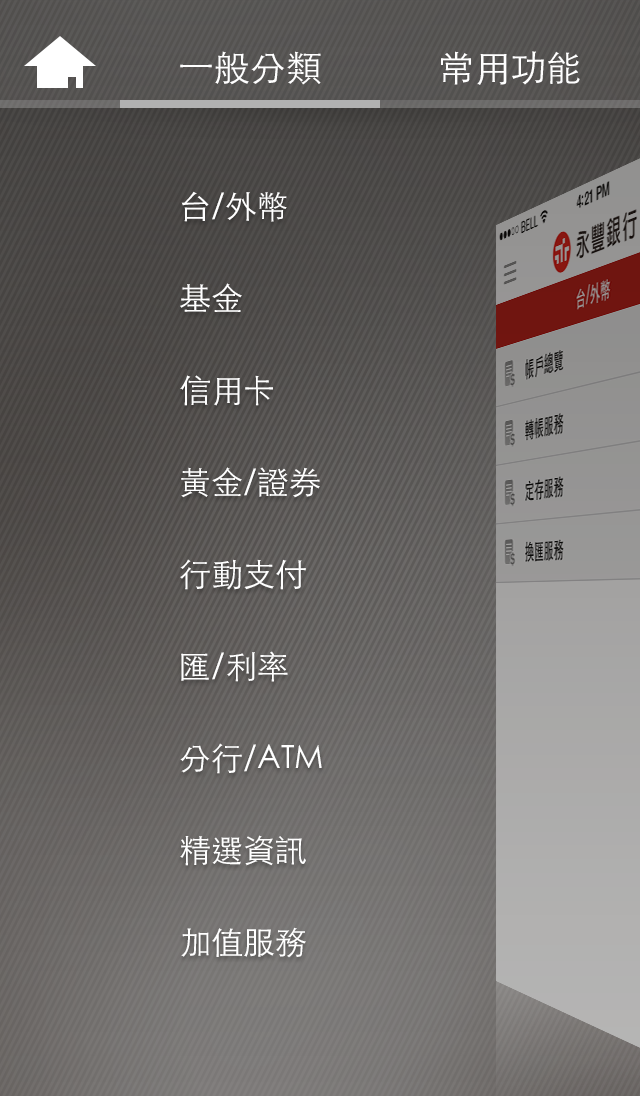 一般分類
常用功能
台/外幣
基金
信用卡
黃金/證券
行動支付
匯/利率
分行/ATM
精選資訊
加值服務
BELL
4:21 PM
永豐銀行
台/外幣
帳戶總覽
轉帳服務
定存服務
換匯服務